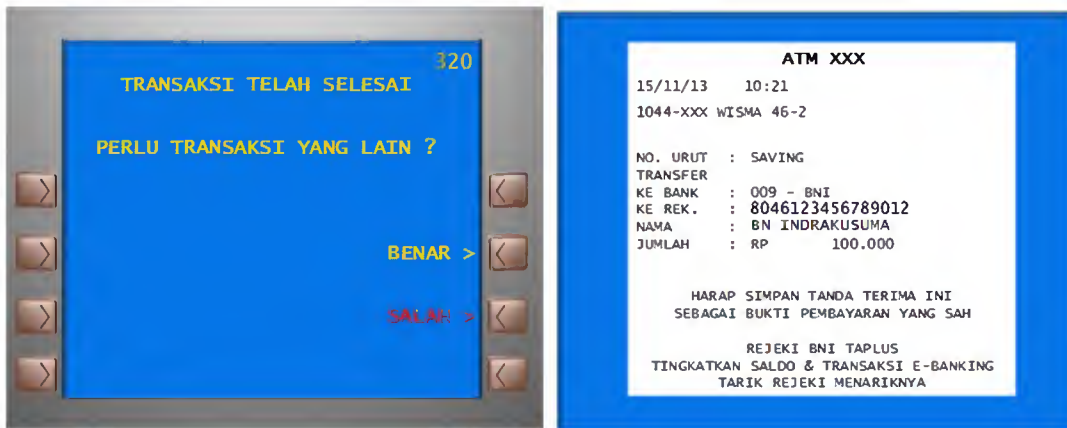 320
TRANSAKSI TELAH SELESAI
PERLU TRANSAKSI YANG LAIN ?
BENAR >
SALAH >
ATM XXX
15/11/13 10:21
1044-XXX WISMA 46-2
NO. URUT : SAVING
TRANSFER
KE BANK : 009 - BNI
KE REK. : 8046123456789012
NAMA : BN INDRAKUSUMA
JUMLAH : RP 100.000
HARAP SIMPAN TANDA TERIMA INI
SEBAGAI BUKTI PEMBAYARAN YANG SAH
REJEKI BNI TAPLUS
TINGKATKAN SALDO & TRANSAKSI E-BANKING
TARIK REJEKI MENARIKNYA